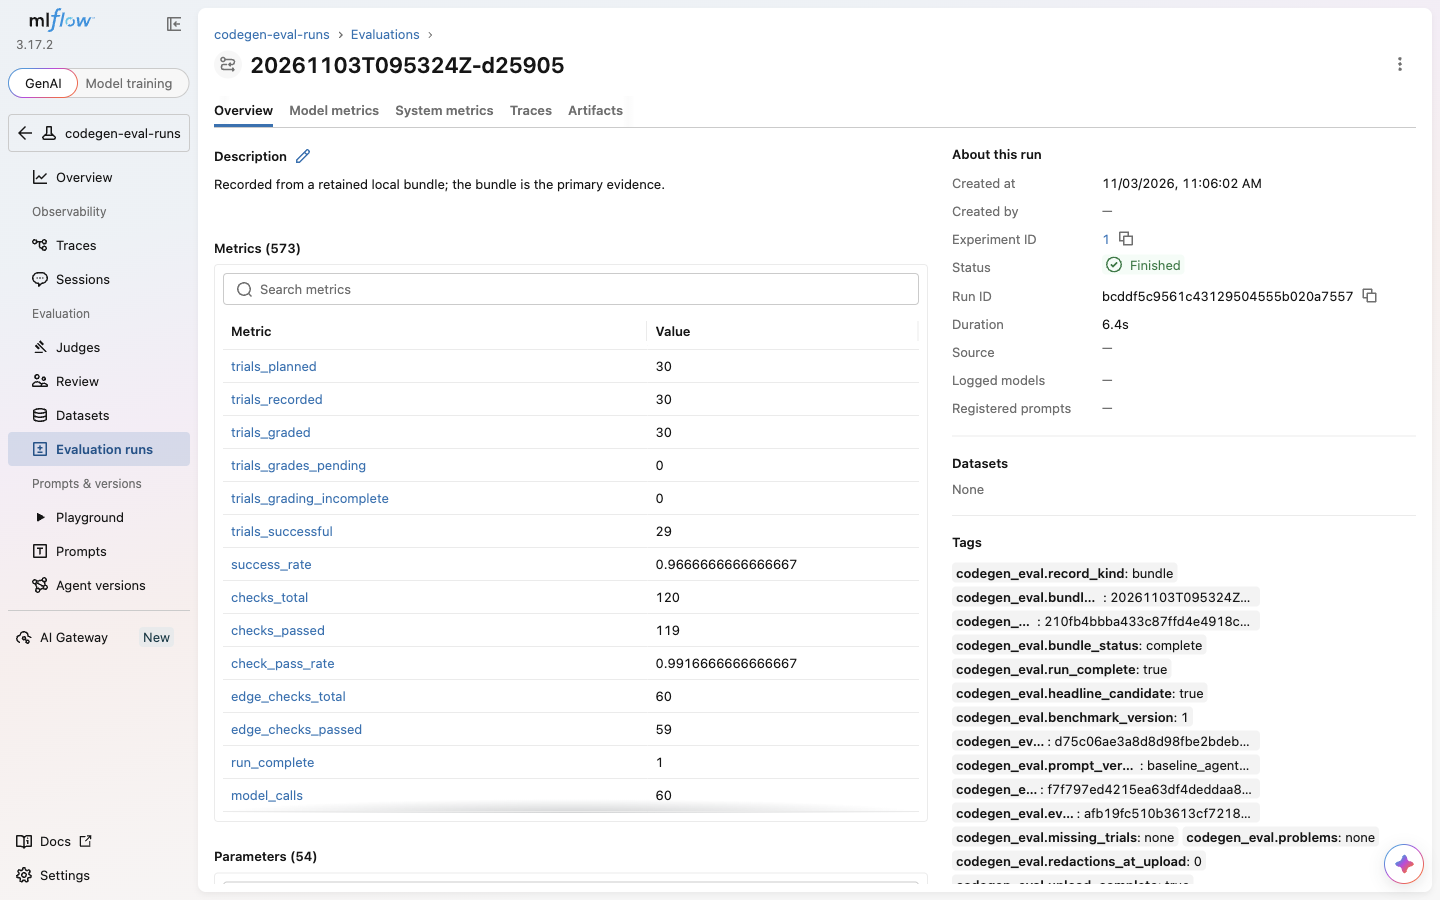 mlflow
3.17.2
GenAI
Model training
codegen-eval-runs
Overview
Observability
Traces
Sessions
Evaluation
Judges
Review
Datasets
Evaluation runs
Prompts & versions
Playground
Prompts
Agent versions
AI Gateway New
Docs
Settings
codegen-eval-runs > Evaluations >
20261103T095324Z-d25905
Overview Model metrics System metrics Traces Artifacts
Description
Recorded from a retained local bundle; the bundle is the primary evidence.
Metrics (573)
Search metrics
Metric Value
trials_planned 30
trials_recorded 30
trials_graded 30
trials_grades_pending 0
trials_grading_incomplete 0
trials_successful 29
success_rate 0.9666666666666667
checks_total 120
checks_passed 119
check_pass_rate 0.9916666666666667
edge_checks_total 60
edge_checks_passed 59
run_complete 1
model_calls 60
Parameters (54)
About this run
Created at 11/03/2026, 11:06:02 AM
Created by —
Experiment ID 1
Status Finished
Run ID bcddf5c9561c43129504555b020a7557
Duration 6.4s
Source —
Logged models —
Registered prompts —
Datasets
None
Tags
codegen_eval.record_kind: bundle
codegen_eval.bundl... : 20261103T095324Z...
codegen_... : 210fb4bbba433c87ffd4e4918c...
codegen_eval.bundle_status: complete
codegen_eval.run_complete: true
codegen_eval.headline_candidate: true
codegen_eval.benchmark_version: 1
codegen_ev... : d75c06ae3a8d8d98fbe2bdeb...
codegen_eval.prompt_ver... : baseline_agent...
codegen_e... : f7f797ed4215ea63df4deddaa8...
codegen_eval.ev... : afb19fc510b3613cf7218...
codegen_eval.missing_trials: none codegen_eval.problems: none
codegen_eval.redactions_at_upload: 0
codegen_eval.upload_complete: true